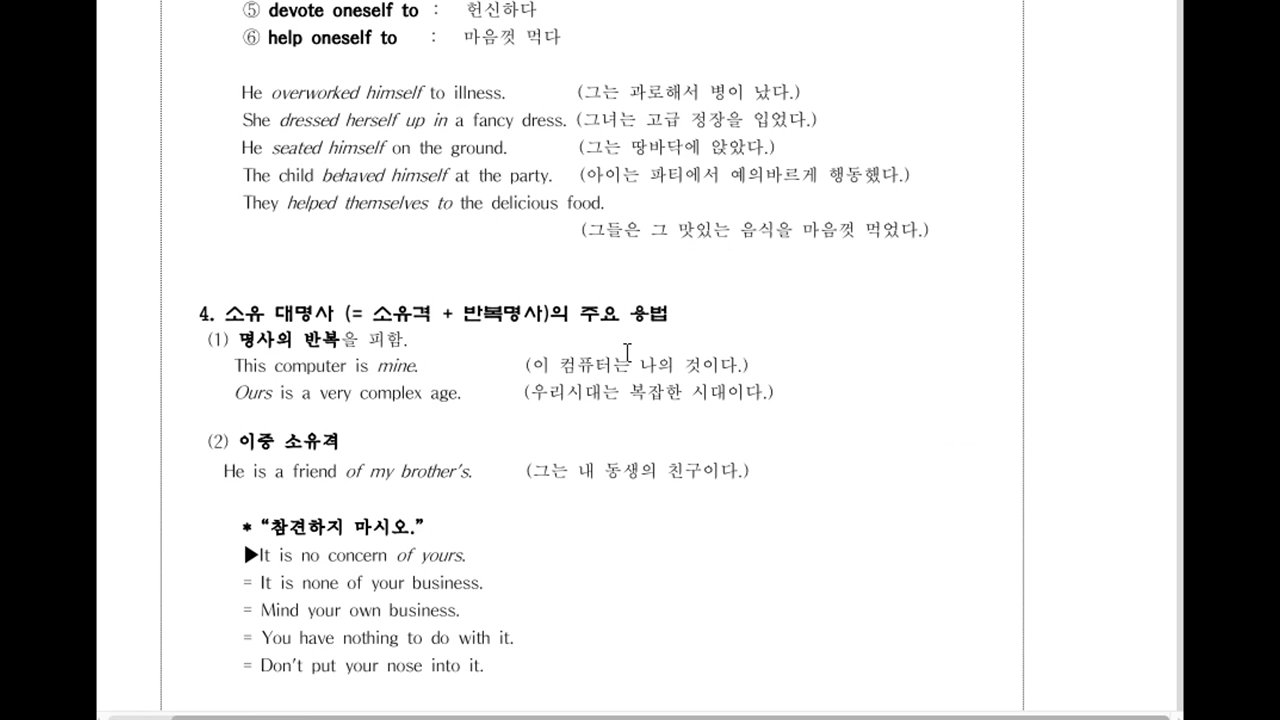 ⑤ devote oneself to : 헌신하다
⑥ help oneself to : 마음껏 먹다
He overworked himself to illness. (그는 과로해서 병이 났다.)
She dressed herself up in a fancy dress. (그녀는 고급 정장을 입었다.)
He seated himself on the ground. (그는 땅바닥에 앉았다.)
The child behaved himself at the party. (아이는 파티에서 예의바르게 행동했다.)
They helped themselves to the delicious food.
(그들은 그 맛있는 음식을 마음껏 먹었다.)
4. 소유 대명사 (= 소유격 + 반복명사)의 주요 용법
(1) 명사의 반복을 피함.
This computer is mine. (이 컴퓨터는 나의 것이다.)
Ours is a very complex age. (우리시대는 복잡한 시대이다.)
(2) 이중 소유격
He is a friend of my brother's. (그는 내 동생의 친구이다.)
* “참견하지 마시오.”
▶It is no concern of yours.
= It is none of your business.
= Mind your own business.
= You have nothing to do with it.
= Don't put your nose into it.